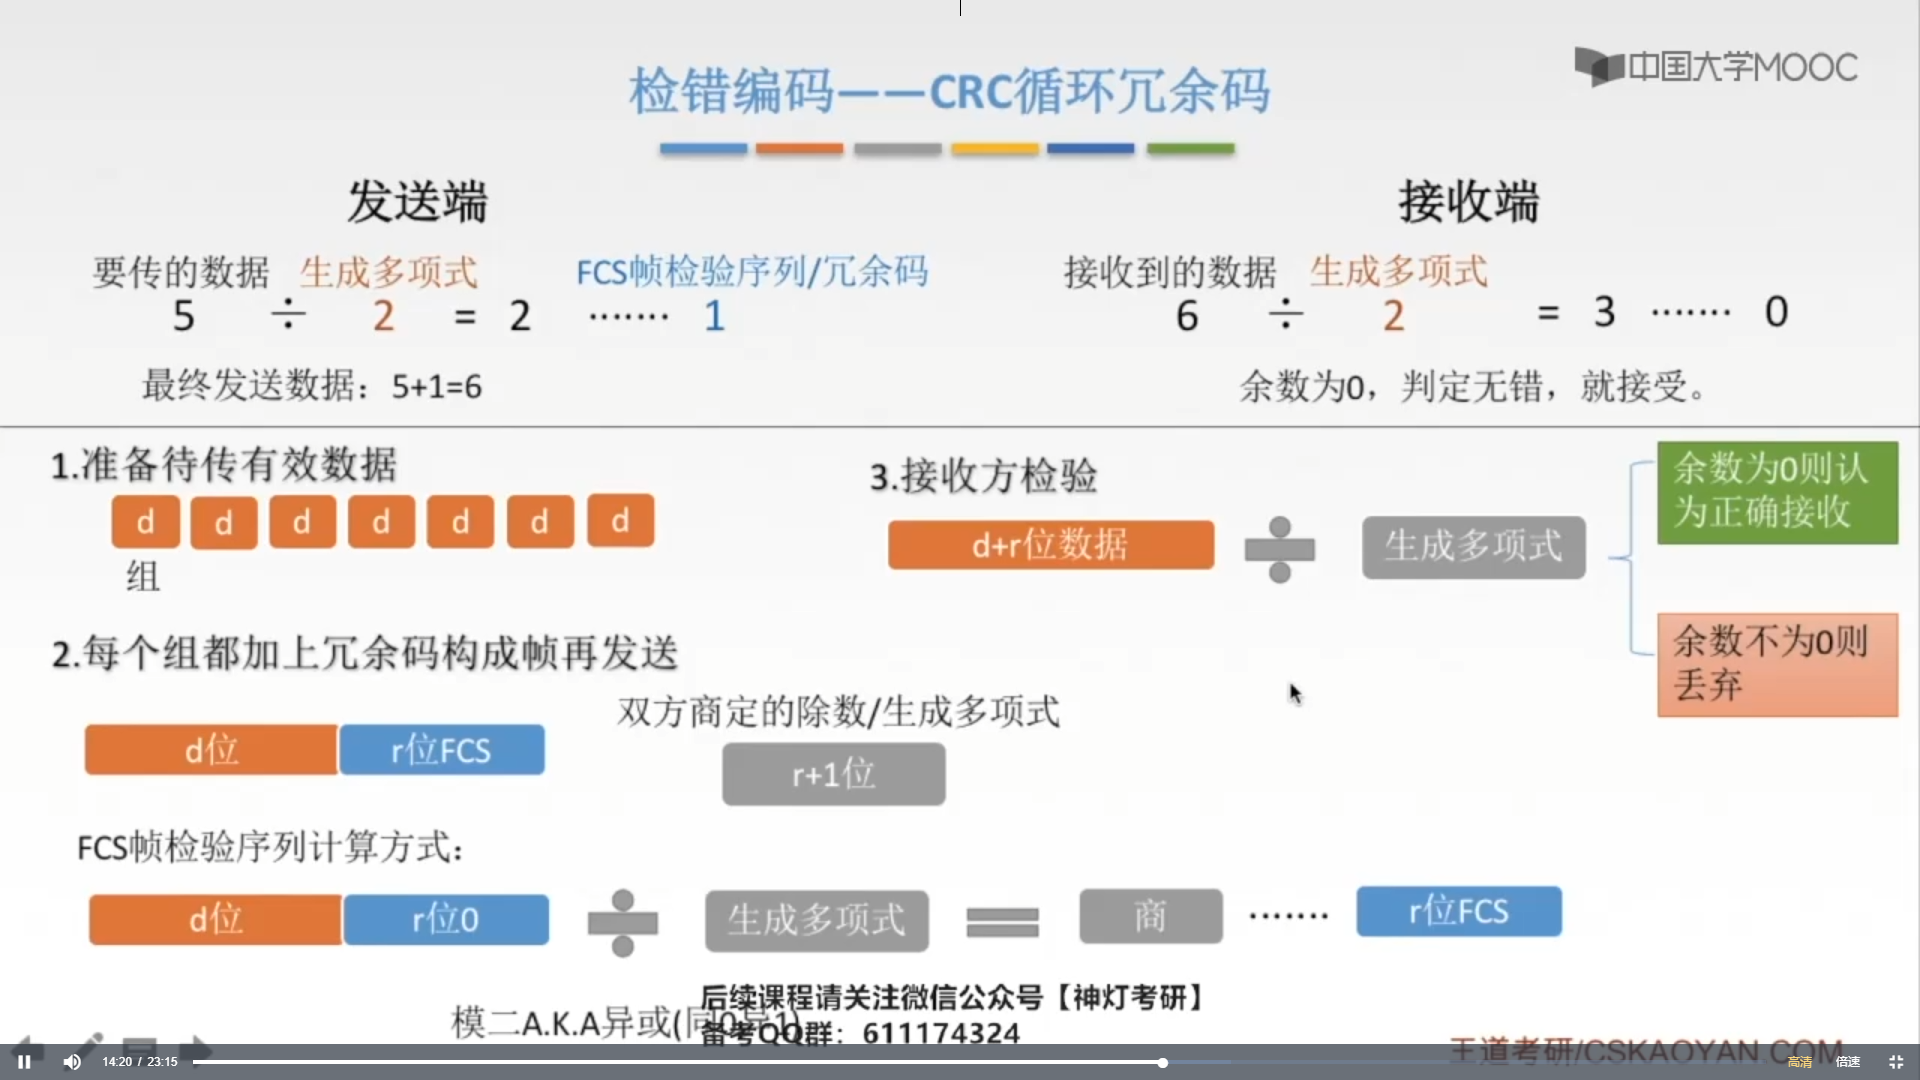 中国大学MOOC
检错编码——CRC循环冗余码
发送端
要传的数据 生成多项式 FCS帧检验序列/冗余码
5 ÷ 2 = 2 ······· 1
最终发送数据：5+1=6
接收端
接收到的数据 生成多项式
6 ÷ 2 = 3 ······· 0
余数为0，判定无错，就接受。
1.准备待传有效数据
d d d d d d d
组
2.每个组都加上冗余码构成帧再发送
d位 r位FCS
双方商定的除数/生成多项式
r+1位
FCS帧检验序列计算方式：
d位 r位0 生成多项式 商 ······· r位FCS
模二A.K.A异或(同0异1)
3.接收方检验
d+r位数据 生成多项式
余数为0则认
为正确接收
余数不为0则
丢弃
后续课程请关注微信公众号【神灯考研】
备考QQ群：611174324
王道考研/CSKAOYAN.COM
14:20 / 23:15
高清 倍速